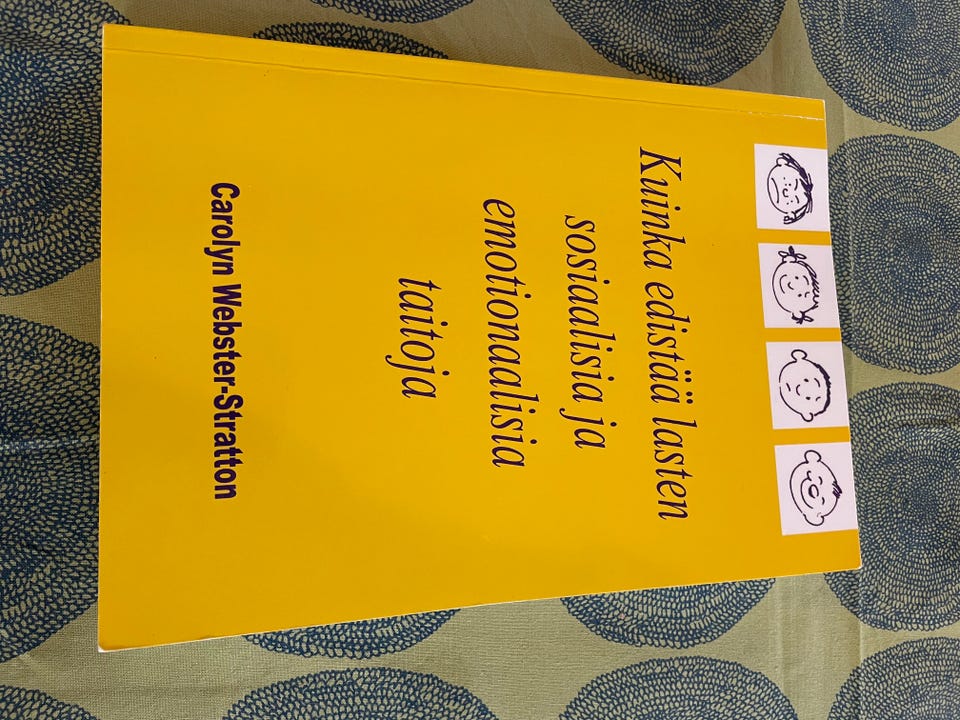 Kuinka edistää lasten
sosiaalisia ja
emotionaalisia
taitoja
Carolyn Webster-Stratton